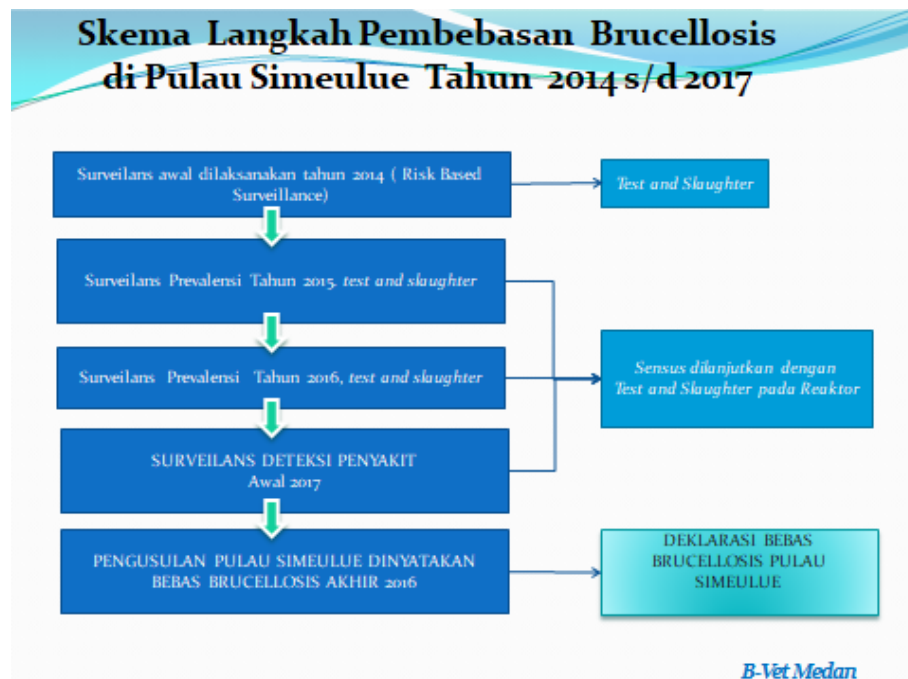 Skema Langkah Pembebasan Brucellosis
di Pulau Simeulue Tahun 2014 s/d 2017
Surveilans awal dilaksanakan tahun 2014 ( Risk Based
Surveillance)
Test and Slaughter
Surveilans Prevalensi Tahun 2015. test and slaughter
Surveilans Prevalensi Tahun 2016, test and slaughter
Sensus dilanjutkan dengan
Test and Slaughter pada Reaktor
SURVEILANS DETEKSI PENYAKIT
Awal 2017
PENGUSULAN PULAU SIMEULUE DINYATAKAN
BEBAS BRUCELLOSIS AKHIR 2016
DEKLARASI BEBAS
BRUCELLOSIS PULAU
SIMEULUE
B-Vet Medan